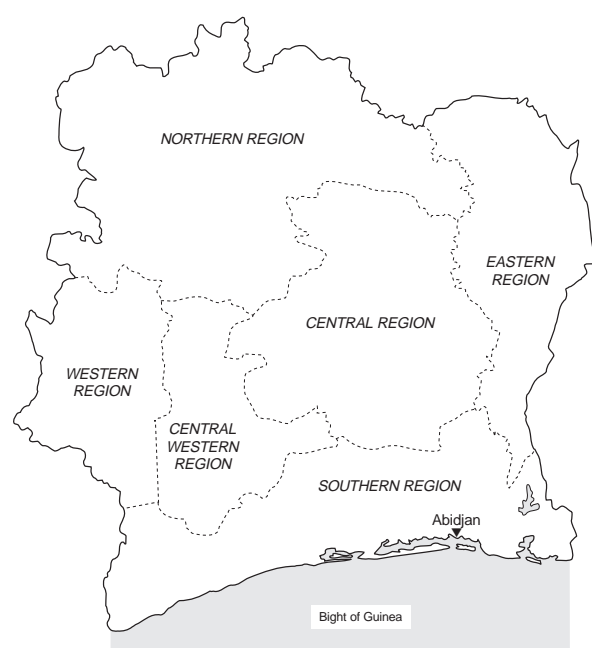 NORTHERN REGION
EASTERN
REGION
CENTRAL REGION
WESTERN
REGION
CENTRAL
WESTERN
REGION
SOUTHERN REGION
Abidjan
Bight of Guinea